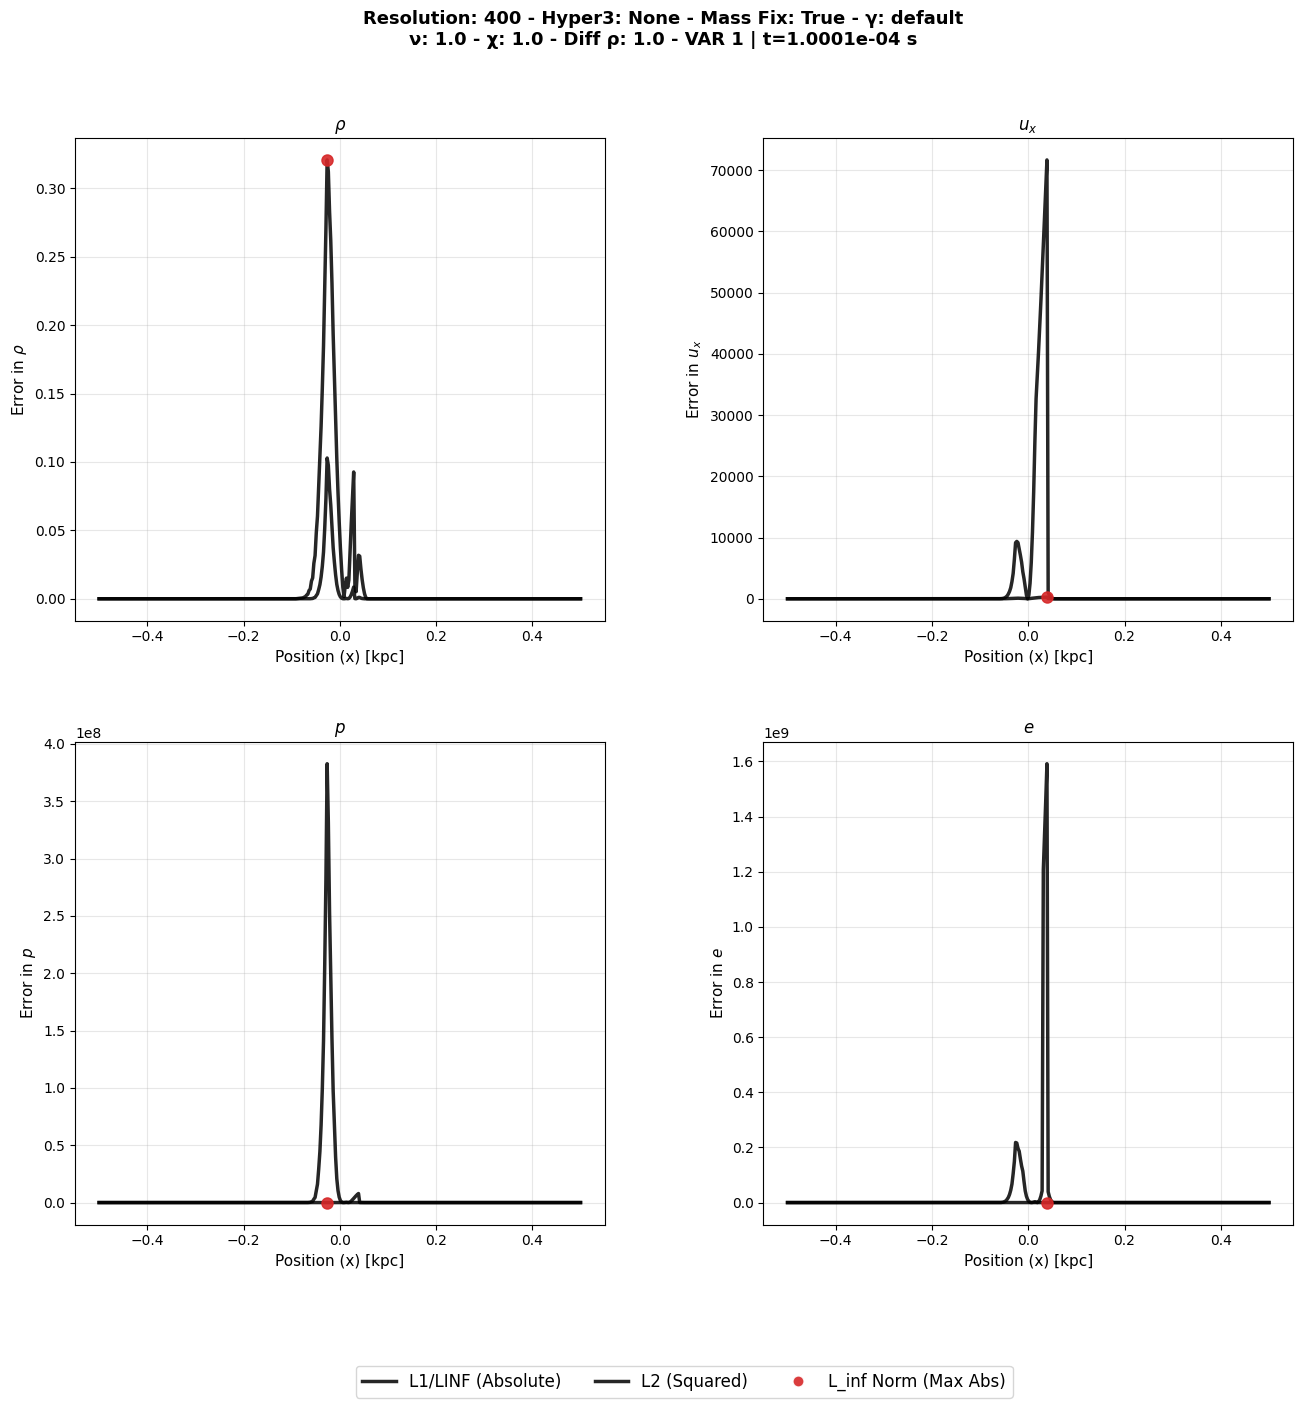 Resolution: 400 - Hyper3: None - Mass Fix: True - γ: default
ν: 1.0 - χ: 1.0 - Diff ρ: 1.0 - VAR 1 | t=1.0001e-04 s
ρ
Error in ρ
0.30
0.25
0.20
0.15
0.10
0.05
0.00
−0.4 −0.2 0.0 0.2 0.4
Position (x) [kpc]
u_x
Error in u_x
70000
60000
50000
40000
30000
20000
10000
0
−0.4 −0.2 0.0 0.2 0.4
Position (x) [kpc]
p
1e8
Error in p
4.0
3.5
3.0
2.5
2.0
1.5
1.0
0.5
0.0
−0.4 −0.2 0.0 0.2 0.4
Position (x) [kpc]
e
1e9
Error in e
1.6
1.4
1.2
1.0
0.8
0.6
0.4
0.2
0.0
−0.4 −0.2 0.0 0.2 0.4
Position (x) [kpc]
L1/LINF (Absolute) L2 (Squared) L_inf Norm (Max Abs)